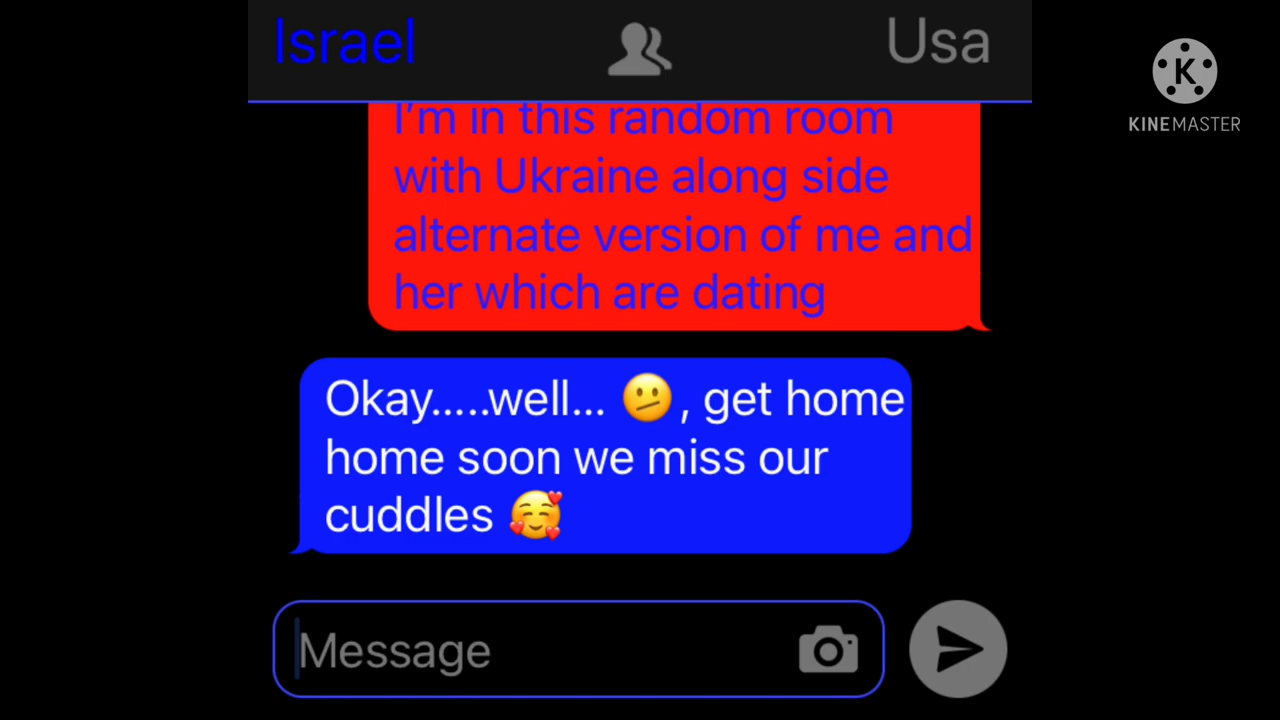 Israel
Usa
K
KINEMASTER
I'm in this random room
with Ukraine along side
alternate version of me and
her which are dating
Okay.....well... 🫤, get home
home soon we miss our
cuddles 🥰
Message